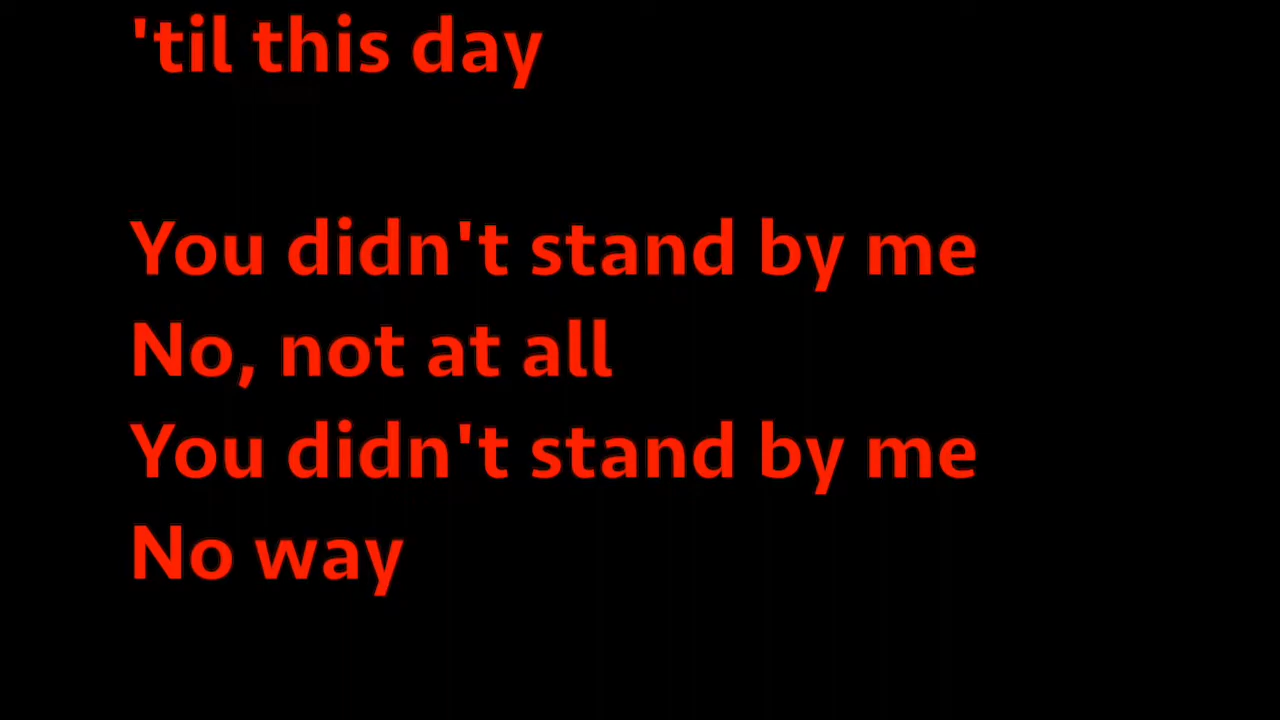 'til this day
You didn't stand by me
No, not at all
You didn't stand by me
No way